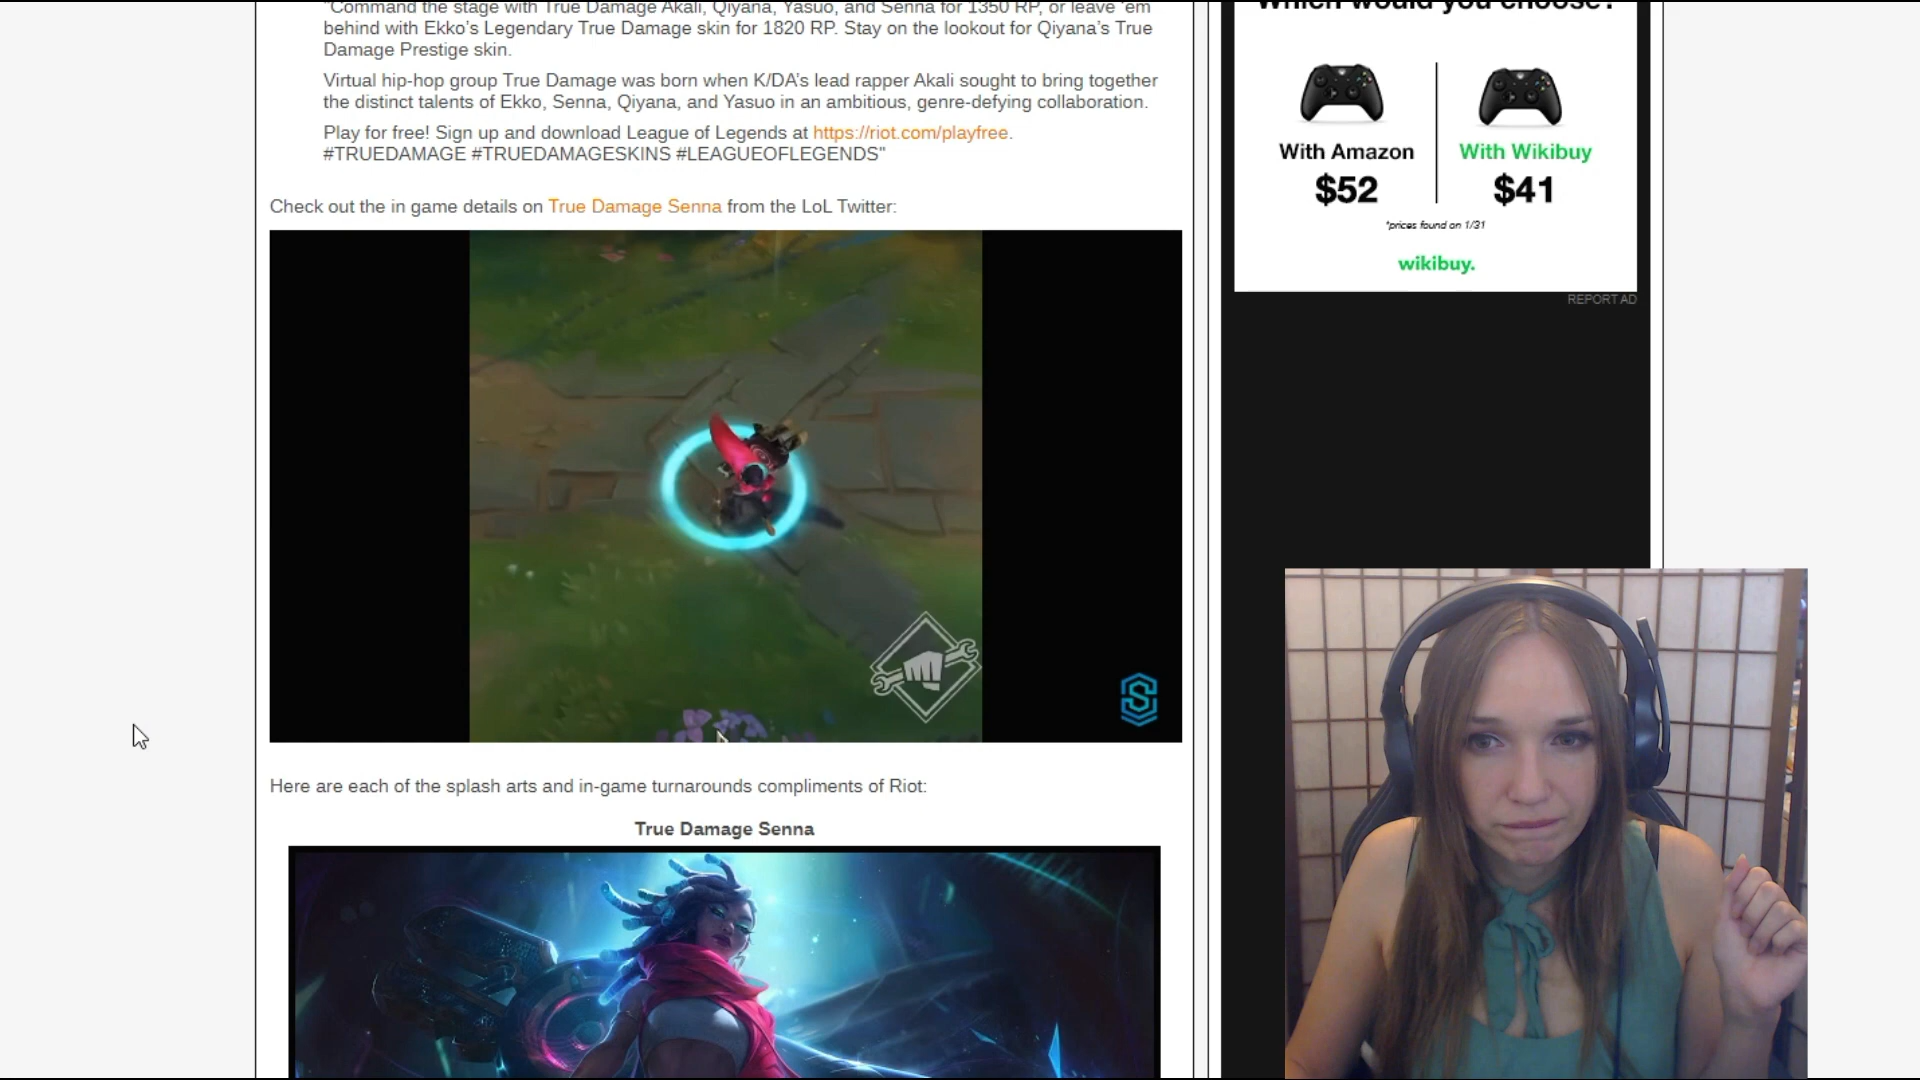 "Command the stage with True Damage Akali, Qiyana, Yasuo, and Senna for 1350 RP, or leave 'em
behind with Ekko's Legendary True Damage skin for 1820 RP. Stay on the lookout for Qiyana's True
Damage Prestige skin.
Virtual hip-hop group True Damage was born when K/DA's lead rapper Akali sought to bring together
the distinct talents of Ekko, Senna, Qiyana, and Yasuo in an ambitious, genre-defying collaboration.
Play for free! Sign up and download League of Legends at https://riot.com/playfree.
#TRUEDAMAGE #TRUEDAMAGESKINS #LEAGUEOFLEGENDS"
Check out the in game details on True Damage Senna from the LoL Twitter:
Here are each of the splash arts and in-game turnarounds compliments of Riot:
True Damage Senna
Which would you choose?
With Amazon
$52
With Wikibuy
$41
*prices found on 1/31
wikibuy.
REPORT AD